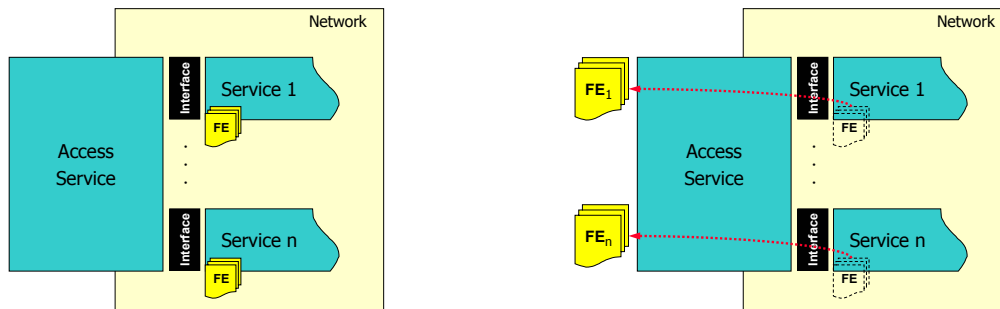 Network
Interface
Service 1
FE
Access
Service
Interface
Service n
FE
Network
FE1
Interface
Service 1
FE
Access
Service
FEn
Interface
Service n
FE